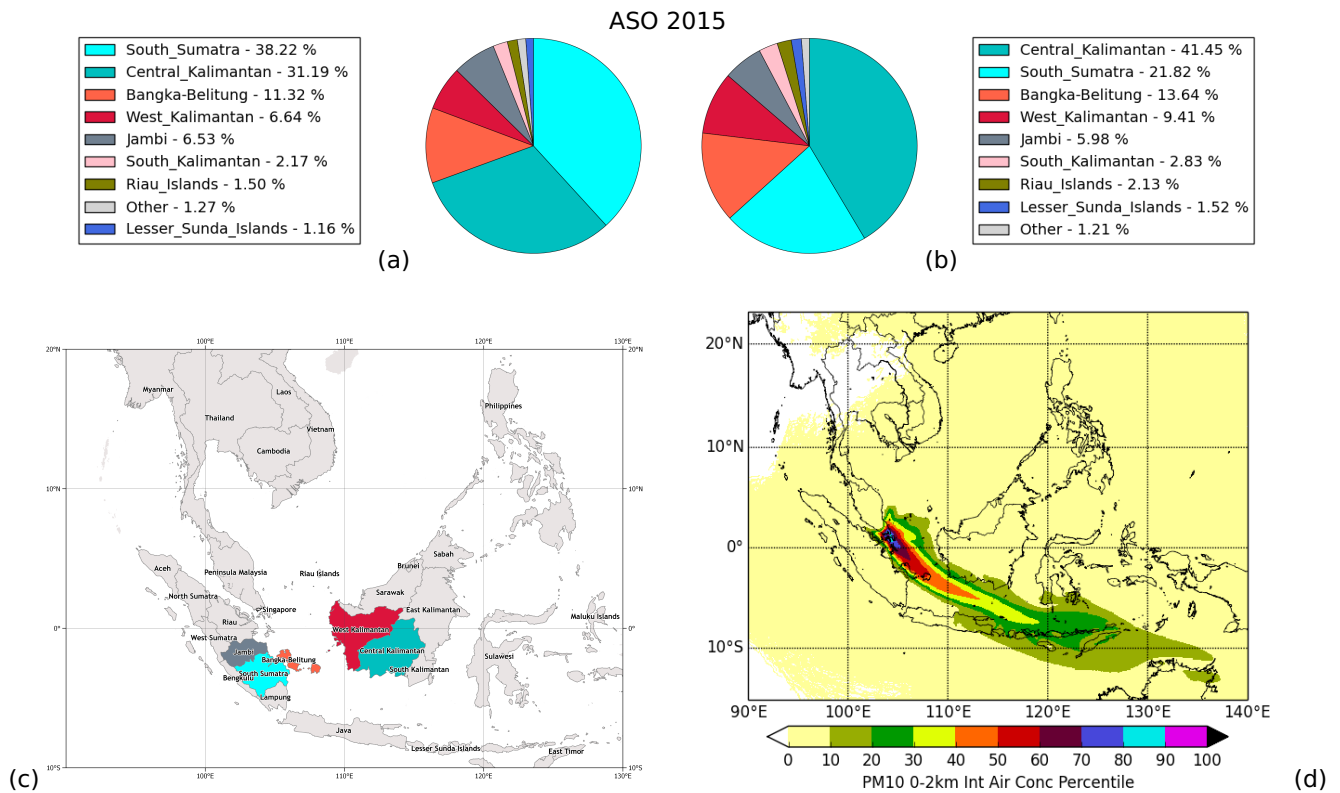 ASO 2015
South_Sumatra - 38.22 %
Central_Kalimantan - 31.19 %
Bangka-Belitung - 11.32 %
West_Kalimantan - 6.64 %
Jambi - 6.53 %
South_Kalimantan - 2.17 %
Riau_Islands - 1.50 %
Other - 1.27 %
Lesser_Sunda_Islands - 1.16 %
(a)
Central_Kalimantan - 41.45 %
South_Sumatra - 21.82 %
Bangka-Belitung - 13.64 %
West_Kalimantan - 9.41 %
Jambi - 5.98 %
South_Kalimantan - 2.83 %
Riau_Islands - 2.13 %
Lesser_Sunda_Islands - 1.52 %
Other - 1.21 %
(b)
100°E 110°E 120°E 130°E
20°N 20°N
Myanmar
Laos
Thailand
Vietnam
Cambodia
Philippines
10°N 10°N
Sabah
Brunei
Aceh
Peninsula Malaysia
Riau Islands
Sarawak
North Sumatra
Singapore
East Kalimantan
Riau
Maluku Islands
0° 0°
West Kalimantan
West Sumatra
Jambi
Central Kalimantan
Bangka-Belitung
Sulawesi
South Kalimantan
South Sumatra
Bengkulu
Lampung
Java
Lesser Sunda Islands
East Timor
10°S 10°S
100°E 110°E 120°E 130°E
(c)
20°N
10°N
0°
10°S
90°E 100°E 110°E 120°E 130°E 140°E
0 10 20 30 40 50 60 70 80 90 100
PM10 0-2km Int Air Conc Percentile
(d)